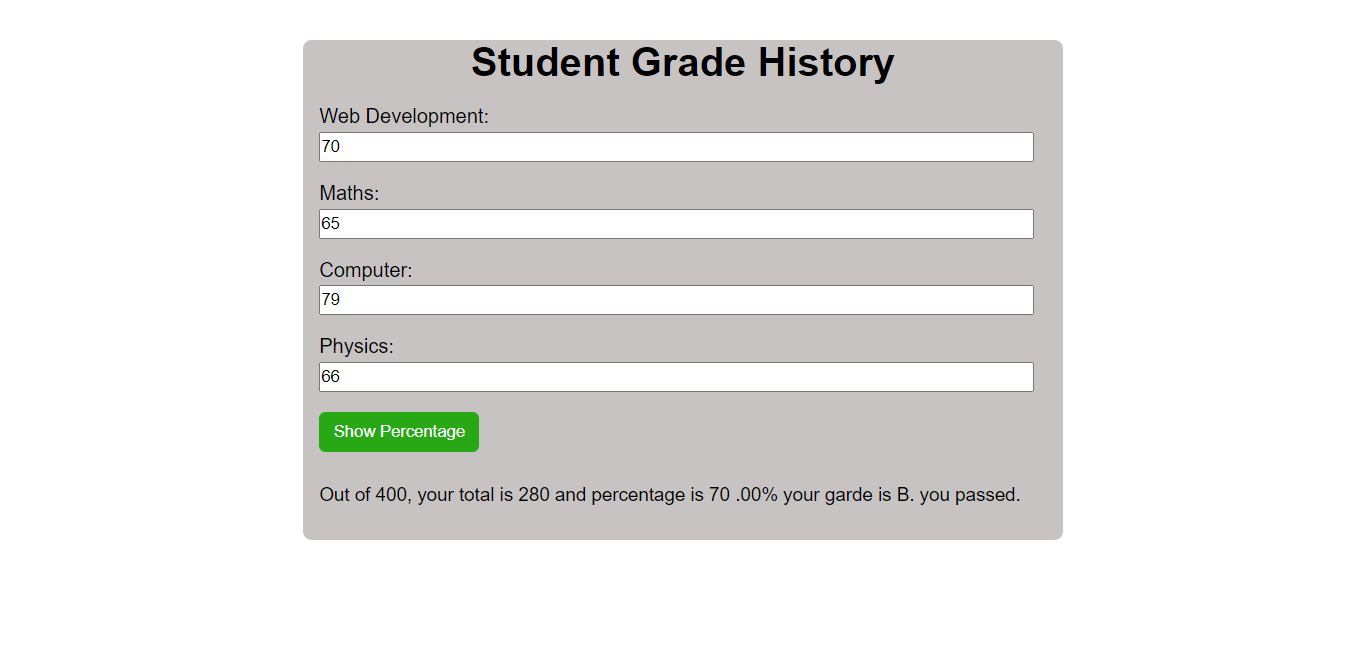 Student Grade History
Web Development:
70
Maths:
65
Computer:
79
Physics:
66
Show Percentage
Out of 400, your total is 280 and percentage is 70 .00% your garde is B. you passed.